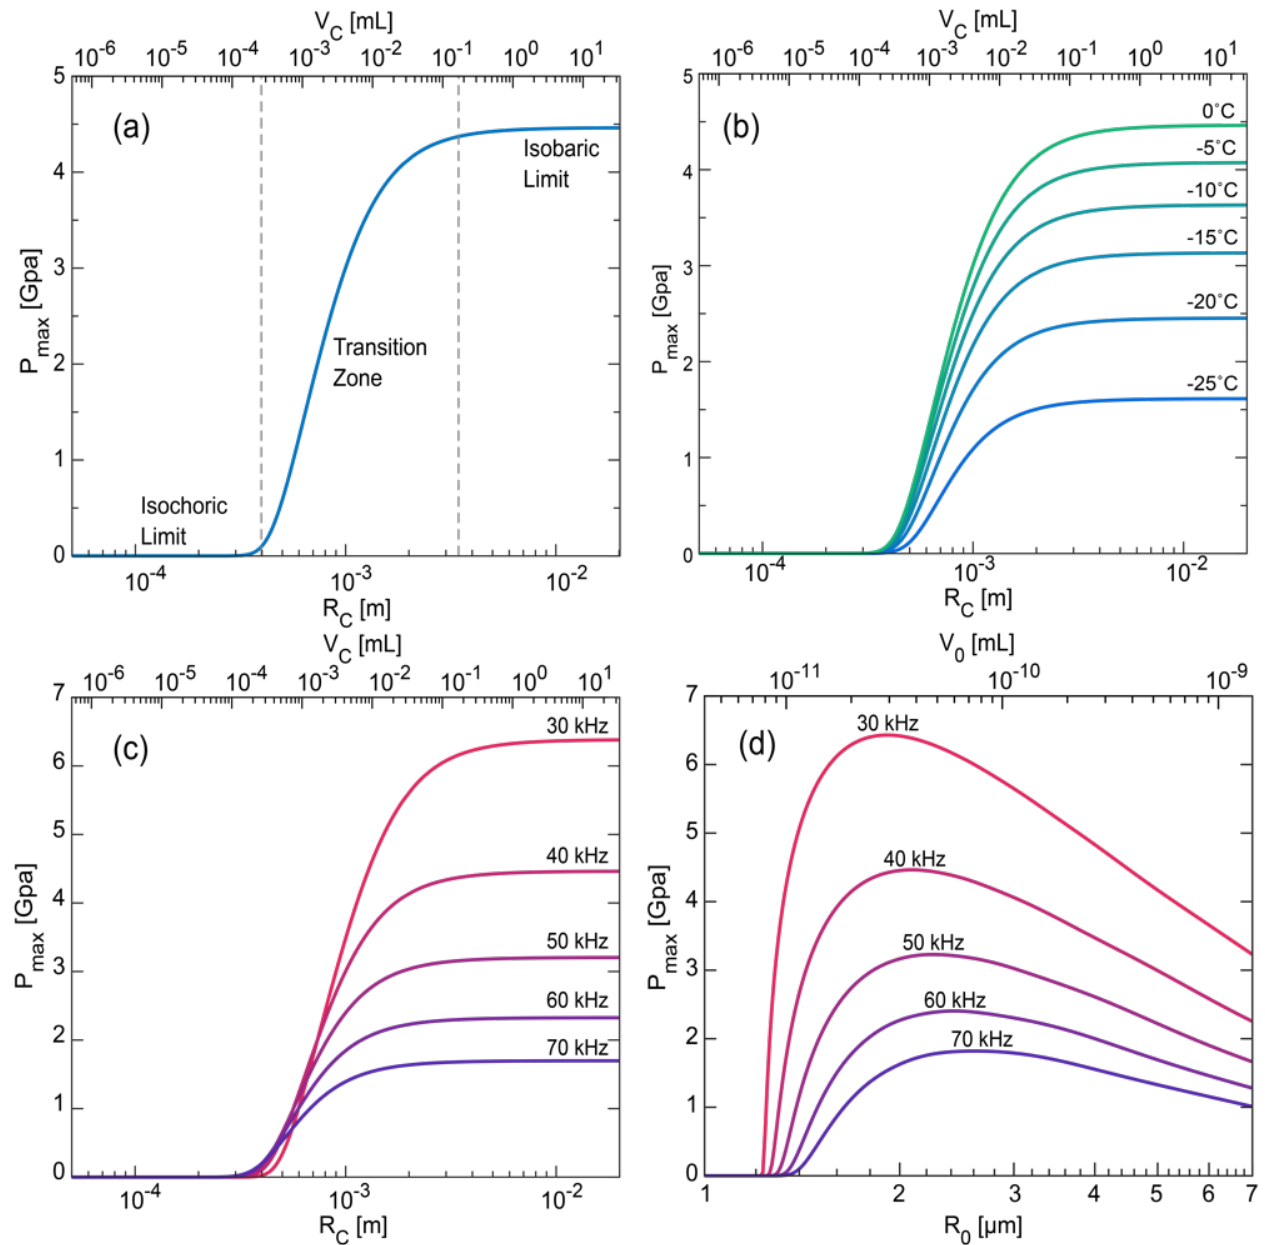 V_C [mL]
10^-6 10^-5 10^-4 10^-3 10^-2 10^-1 10^0 10^1
(a)
5
4
3
2
1
0
P_max [Gpa]
Isobaric
Limit
Transition
Zone
Isochoric
Limit
10^-4 10^-3 10^-2
R_C [m]
V_C [mL]
10^-6 10^-5 10^-4 10^-3 10^-2 10^-1 10^0 10^1
(b)
5
4
3
2
1
0
P_max [Gpa]
0°C
-5°C
-10°C
-15°C
-20°C
-25°C
10^-4 10^-3 10^-2
R_C [m]
V_C [mL]
10^-6 10^-5 10^-4 10^-3 10^-2 10^-1 10^0 10^1
(c)
7
6
5
4
3
2
1
0
P_max [Gpa]
30 kHz
40 kHz
50 kHz
60 kHz
70 kHz
10^-4 10^-3 10^-2
R_C [m]
V_0 [mL]
10^-11 10^-10 10^-9
(d)
7
6
5
4
3
2
1
0
P_max [Gpa]
30 kHz
40 kHz
50 kHz
60 kHz
70 kHz
1 2 3 4 5 6 7
R_0 [µm]